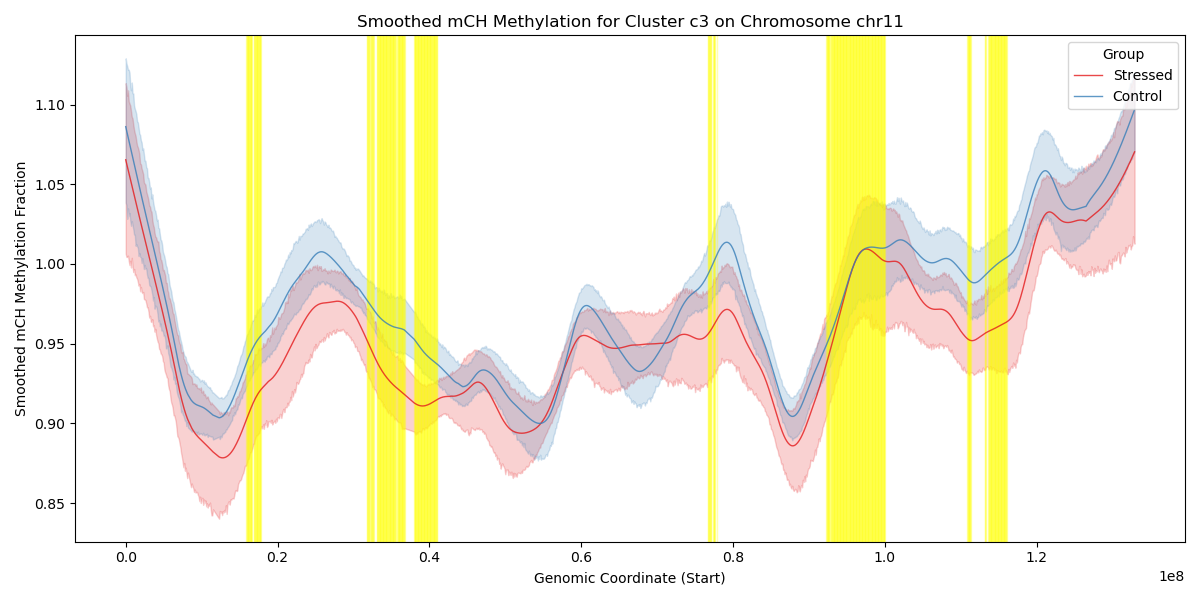 Smoothed mCH Methylation for Cluster c3 on Chromosome chr11
Group
Stressed
Control
Smoothed mCH Methylation Fraction
1.10
1.05
1.00
0.95
0.90
0.85
0.0 0.2 0.4 0.6 0.8 1.0 1.2
1e8
Genomic Coordinate (Start)